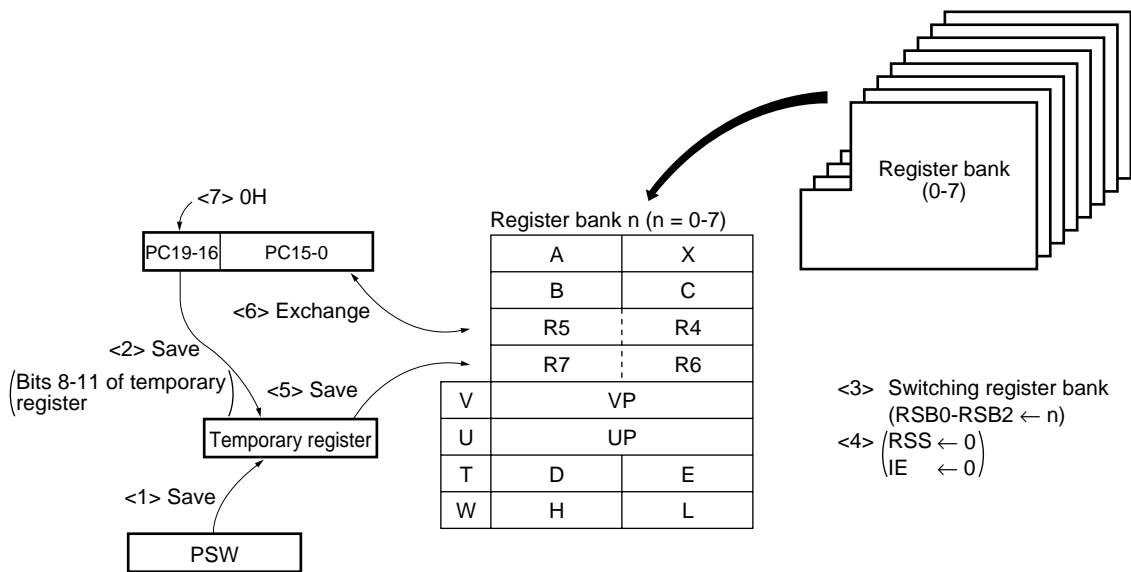 Register bank
(0-7)
<7> 0H
PC19-16 PC15-0
<6> Exchange
<2> Save
(Bits 8-11 of temporary
register)
<5> Save
Temporary register
<1> Save
PSW
Register bank n (n = 0-7)
A X
B C
R5 R4
R7 R6
V VP
U UP
T D E
W H L
<3> Switching register bank
(RSB0-RSB2 ← n)
<4> (RSS ← 0
IE ← 0)